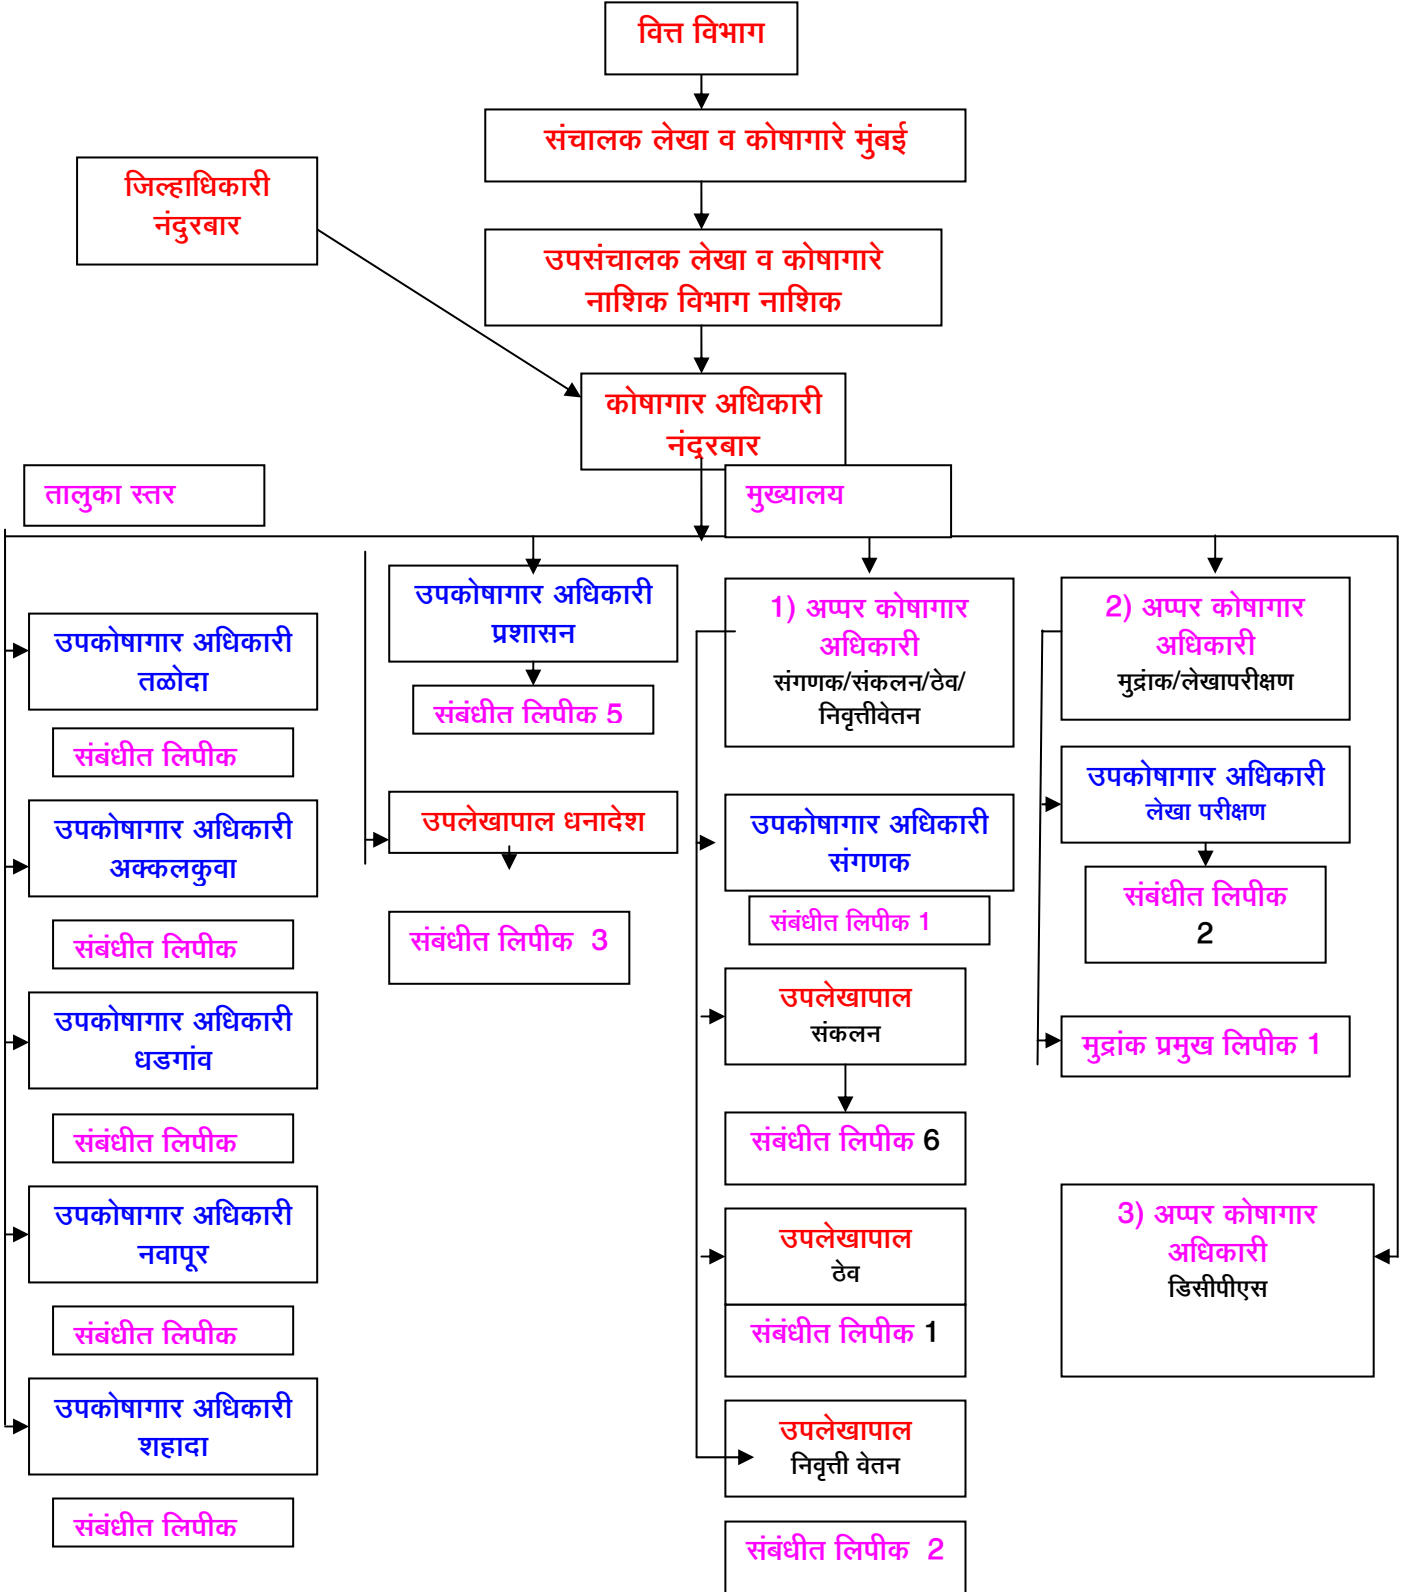 वित्त विभाग
संचालक लेखा व कोषागारे मुंबई
जिल्हाधिकारी
नंदुरबार
उपसंचालक लेखा व कोषागारे
नाशिक विभाग नाशिक
कोषागार अधिकारी
नंदुरबार
तालुका स्तर
मुख्यालय
उपकोषागार अधिकारी
तळोदा
संबंधीत लिपीक
उपकोषागार अधिकारी
अक्कलकुवा
संबंधीत लिपीक
उपकोषागार अधिकारी
धडगांव
संबंधीत लिपीक
उपकोषागार अधिकारी
नवापूर
संबंधीत लिपीक
उपकोषागार अधिकारी
शहादा
संबंधीत लिपीक
उपकोषागार अधिकारी
प्रशासन
संबंधीत लिपीक 5
उपलेखापाल धनादेश
संबंधीत लिपीक 3
1) अप्पर कोषागार
अधिकारी
संगणक/संकलन/ठेव/
निवृत्तीवेतन
उपकोषागार अधिकारी
संगणक
संबंधीत लिपीक 1
उपलेखापाल
संकलन
संबंधीत लिपीक 6
उपलेखापाल
ठेव
संबंधीत लिपीक 1
उपलेखापाल
निवृत्ती वेतन
संबंधीत लिपीक 2
2) अप्पर कोषागार
अधिकारी
मुद्रांक/लेखापरीक्षण
उपकोषागार अधिकारी
लेखा परीक्षण
संबंधीत लिपीक
2
मुद्रांक प्रमुख लिपीक 1
3) अप्पर कोषागार
अधिकारी
डिसीपीएस